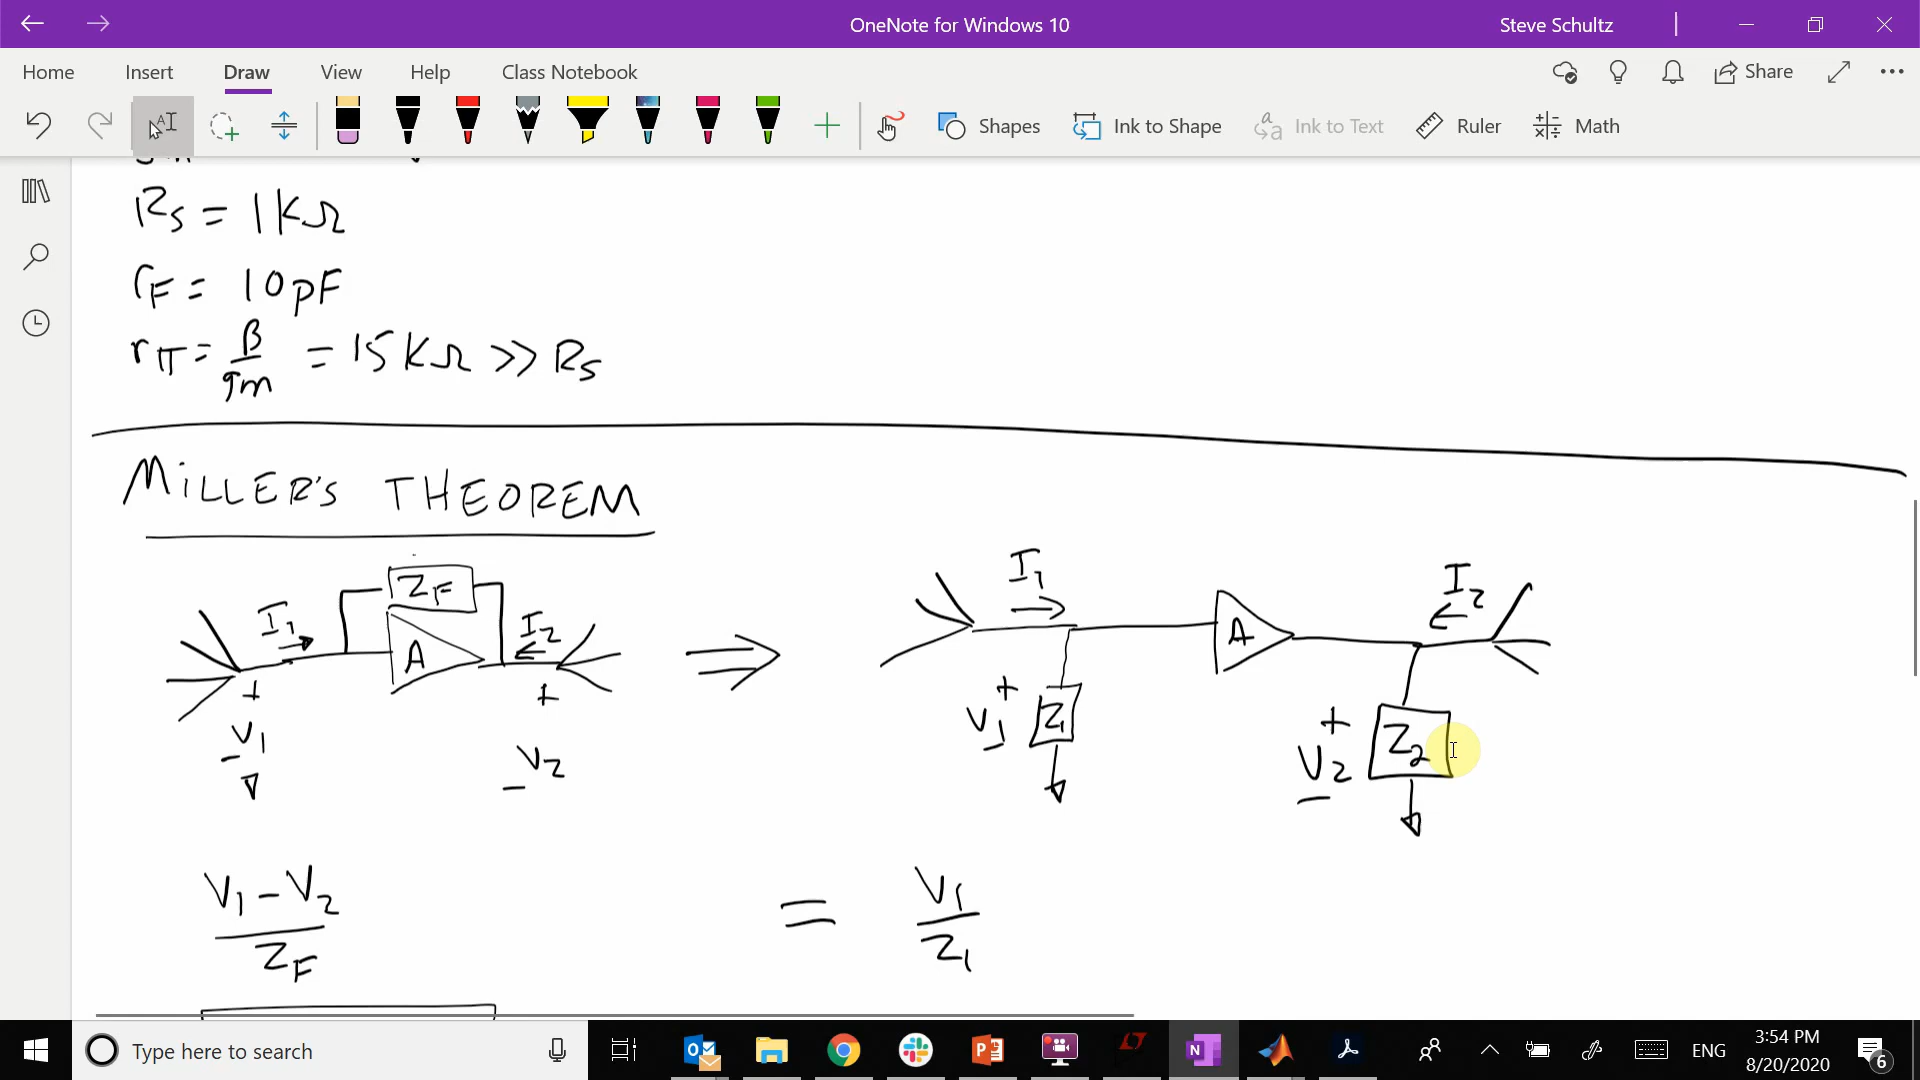 OneNote for Windows 10
Steve Schultz
Home Insert Draw View Help Class Notebook
Share
Shapes Ink to Shape Ink to Text Ruler Math
Rs = 1KΩ
CF = 10pF
rπ = β/gm = 15KΩ >> Rs
MILLER'S THEOREM
ZF
I1
A
I2
+
V1
-
+
V2
-
⇒
I1
A
I2
+
V1
-
Z1
+
V2
-
Z2
V1-V2/ZF = V1/Z1
Type here to search
ENG
3:54 PM
8/20/2020
6